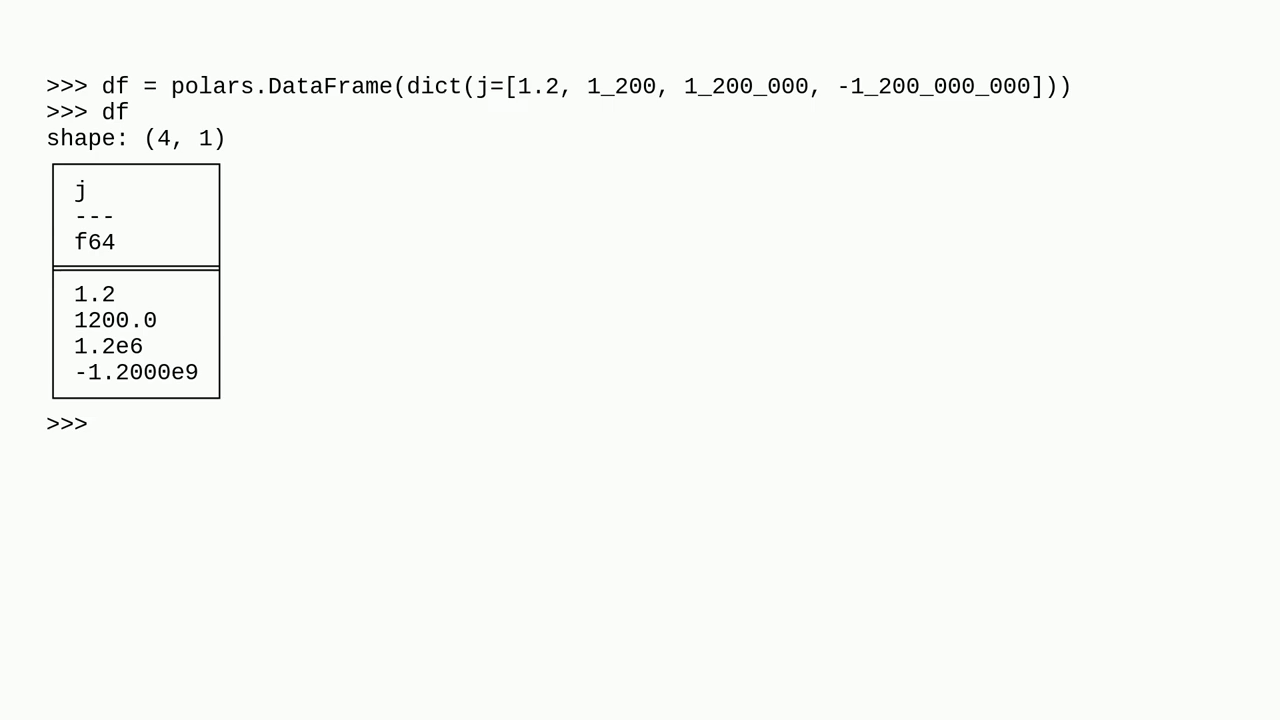 >>> df = polars.DataFrame(dict(j=[1.2, 1_200, 1_200_000, -1_200_000_000]))
>>> df
shape: (4, 1)
j
---
f64
1.2
1200.0
1.2e6
-1.2000e9
>>>